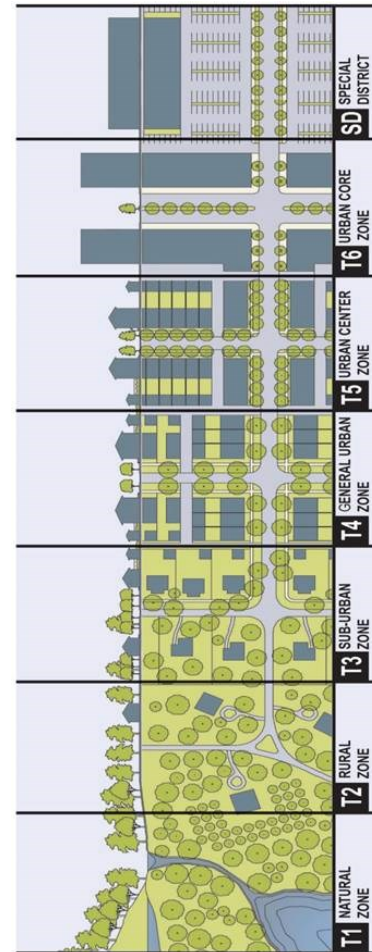 T1 NATURAL
ZONE
T2 RURAL
ZONE
T3 SUB-URBAN
ZONE
T4 GENERAL URBAN
ZONE
T5 URBAN CENTER
ZONE
T6 URBAN CORE
ZONE
SD SPECIAL
DISTRICT